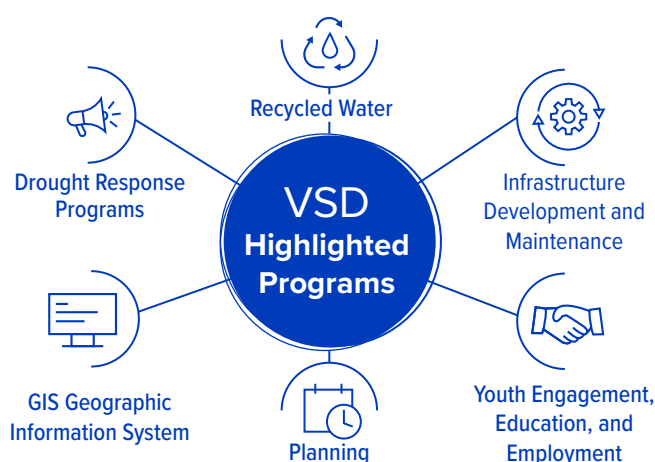 Recycled Water
Drought Response
Programs
Infrastructure
Development and
Maintenance
VSD
Highlighted
Programs
GIS Geographic
Information System
Planning
Youth Engagement,
Education, and
Employment